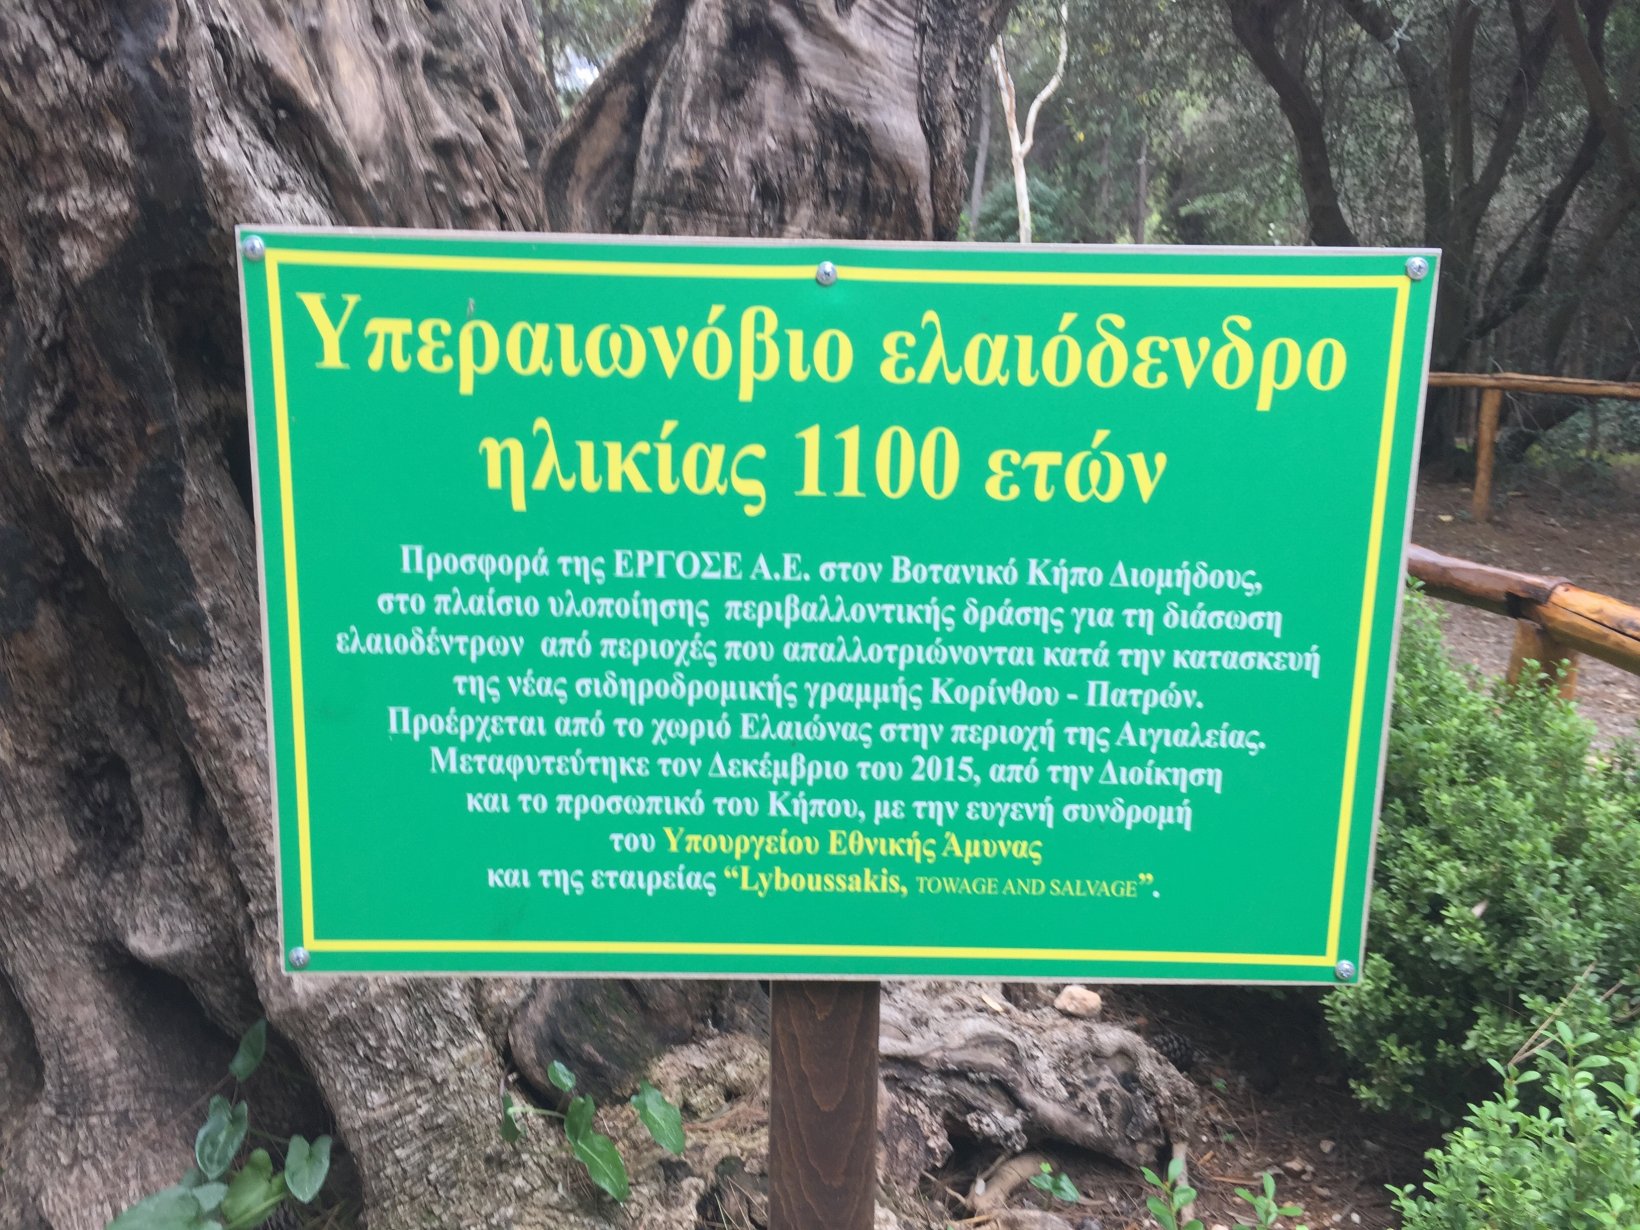 Υπεραιωνόβιο ελαιόδενδρο
ηλικίας 1100 ετών
Προσφορά της ΕΡΓΟΣΕ Α.Ε. στον Βοτανικό Κήπο Διομήδους,
στο πλαίσιο υλοποίησης περιβαλλοντικής δράσης για τη διάσωση
ελαιοδέντρων από περιοχές που απαλλοτριώνονται κατά την κατασκευή
της νέας σιδηροδρομικής γραμμής Κορίνθου - Πατρών.
Προέρχεται από το χωριό Ελαιώνας στην περιοχή της Αιγιαλείας.
Μεταφυτεύτηκε τον Δεκέμβριο του 2015, από την Διοίκηση
και το προσωπικό του Κήπου, με την ευγενή συνδρομή
του Υπουργείου Εθνικής Άμυνας
και της εταιρείας “Lyboussakis, TOWAGE AND SALVAGE”.